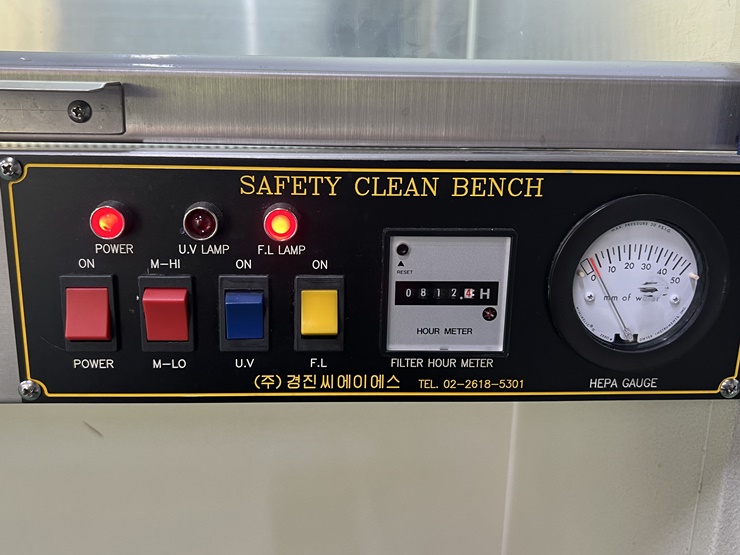 SAFETY CLEAN BENCH
POWER
U.V LAMP
F.L LAMP
ON
M-HI
ON
ON
POWER
M-LO
U.V
F.L
RESET
0812
H
HOUR METER
FILTER HOUR METER
0 10 20 30 40 50
mm of
HEPA GAUGE
(주) 경진씨에이에스 TEL. 02-2618-5301